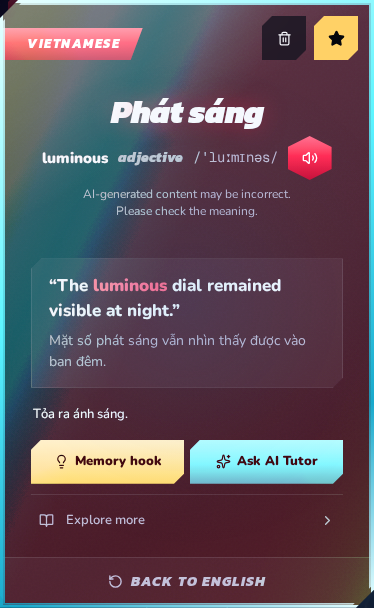 VIETNAMESE
Phát sáng
luminous adjective /ˈluːmɪnəs/
AI-generated content may be incorrect.
Please check the meaning.
“The luminous dial remained
visible at night.”
Mặt số phát sáng vẫn nhìn thấy được vào
ban đêm.
Tỏa ra ánh sáng.
Memory hook
Ask AI Tutor
Explore more
BACK TO ENGLISH